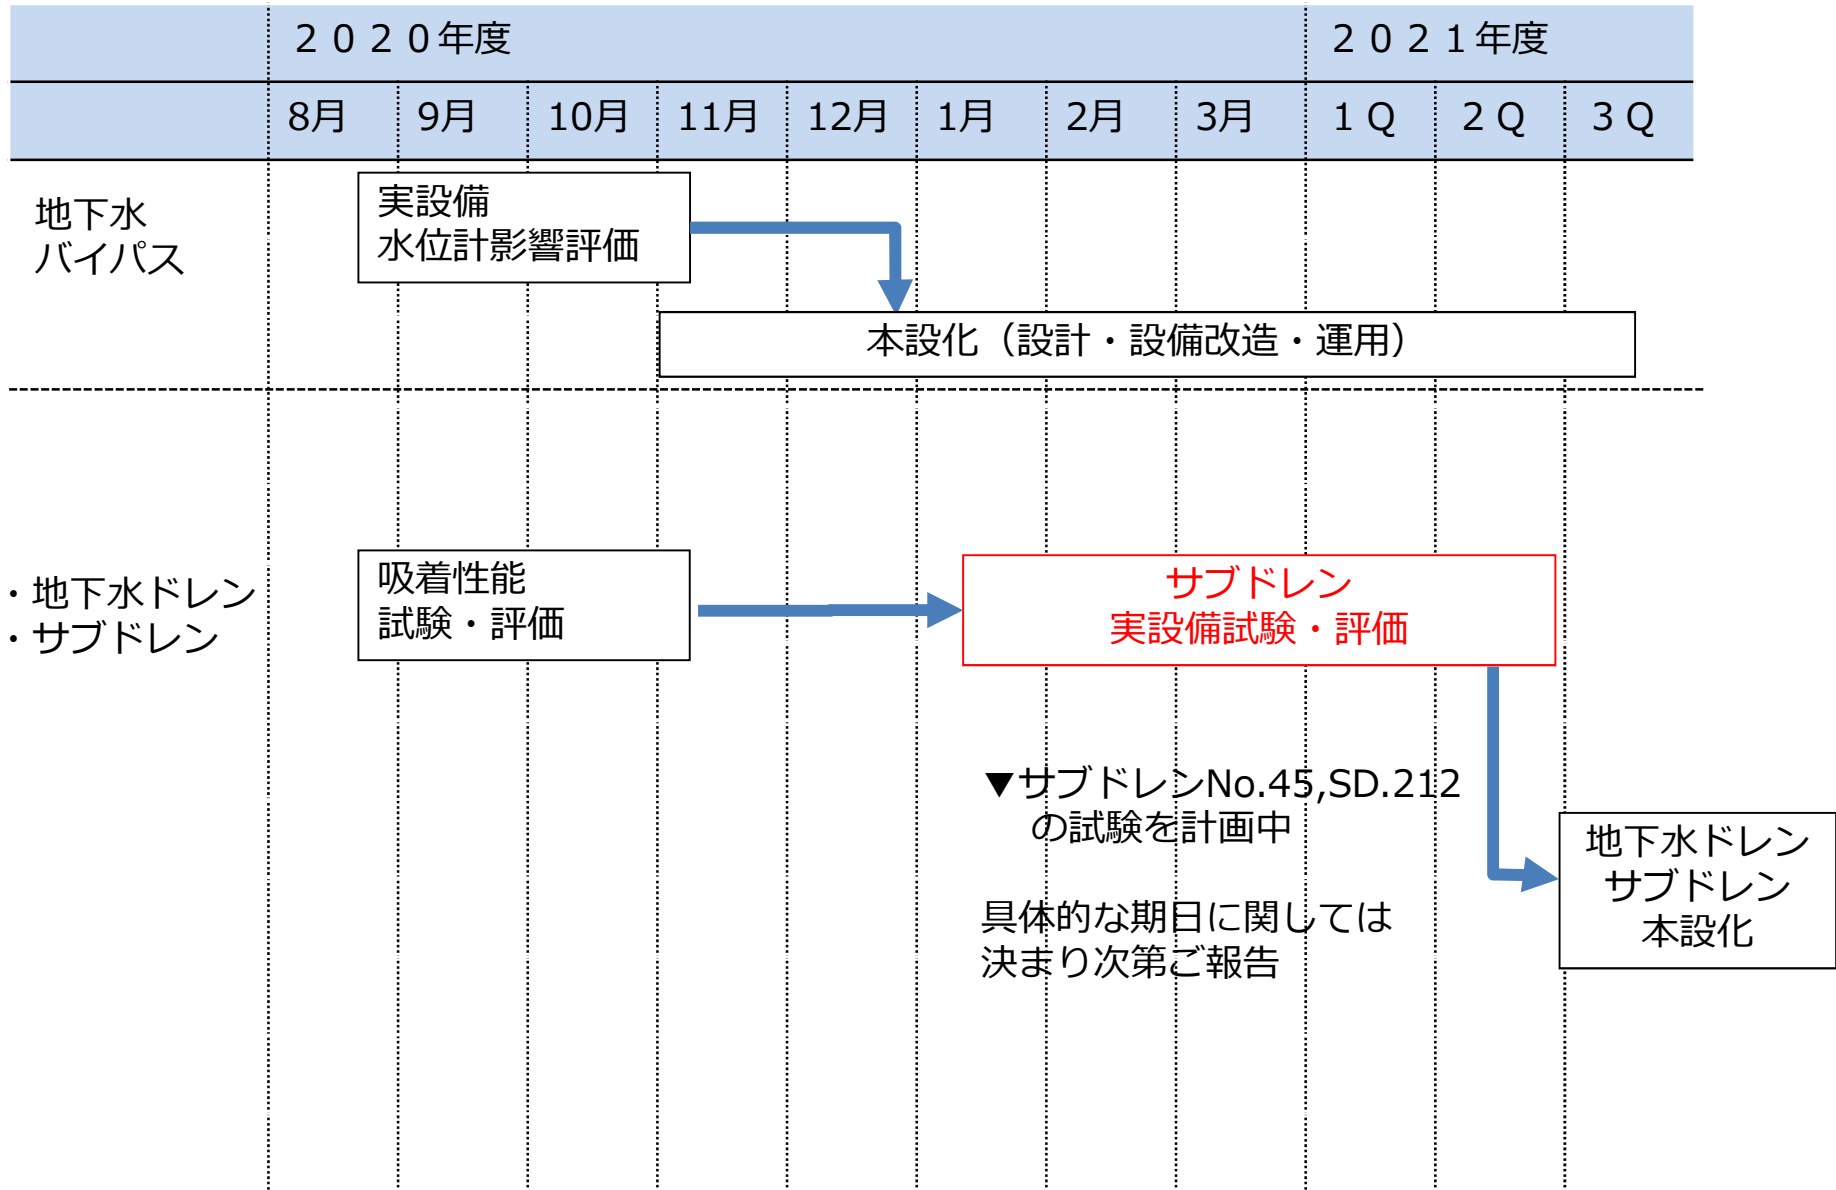 ２０２０年度
２０２１年度
8月
9月
10月
11月
12月
1月
2月
3月
１Ｑ
２Ｑ
３Ｑ
地下水
バイパス
実設備
水位計影響評価
本設化（設計・設備改造・運用）
・地下水ドレン
・サブドレン
吸着性能
試験・評価
サブドレン
実設備試験・評価
▼サブドレンNo.45,SD.212
の試験を計画中
具体的な期日に関しては
決まり次第ご報告
地下水ドレン
サブドレン
本設化